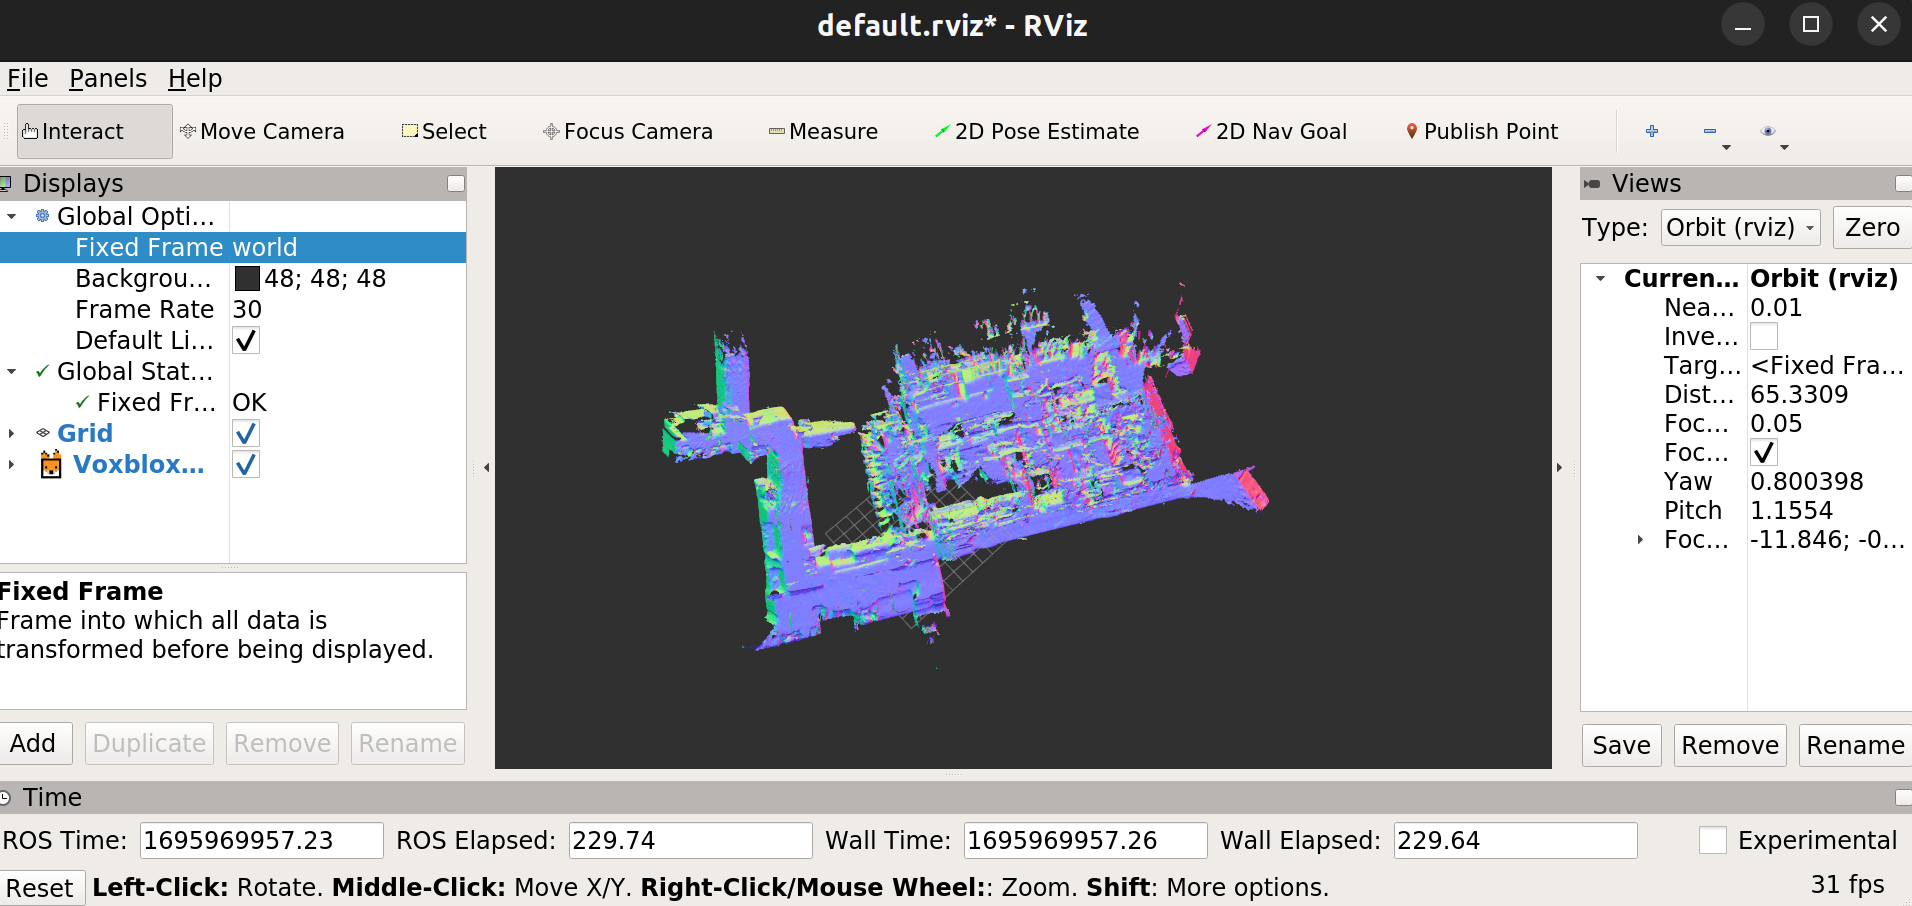 default.rviz* - RViz
File Panels Help
Interact Move Camera Select Focus Camera Measure 2D Pose Estimate 2D Nav Goal Publish Point
Displays
Global Opti...
Fixed Frame world
Backgrou... 48; 48; 48
Frame Rate 30
Default Li...
Global Stat...
Fixed Fr... OK
Grid
Voxblox...
Fixed Frame
Frame into which all data is
transformed before being displayed.
Add Duplicate Remove Rename
Views
Type: Orbit (rviz) Zero
Curren... Orbit (rviz)
Nea... 0.01
Inve...
Targ... <Fixed Fra...
Dist... 65.3309
Foc... 0.05
Foc...
Yaw 0.800398
Pitch 1.1554
Foc... -11.846; -0...
Save Remove Rename
Time
ROS Time: 1695969957.23 ROS Elapsed: 229.74 Wall Time: 1695969957.26 Wall Elapsed: 229.64 Experimental
Reset Left-Click: Rotate. Middle-Click: Move X/Y. Right-Click/Mouse Wheel:: Zoom. Shift: More options. 31 fps